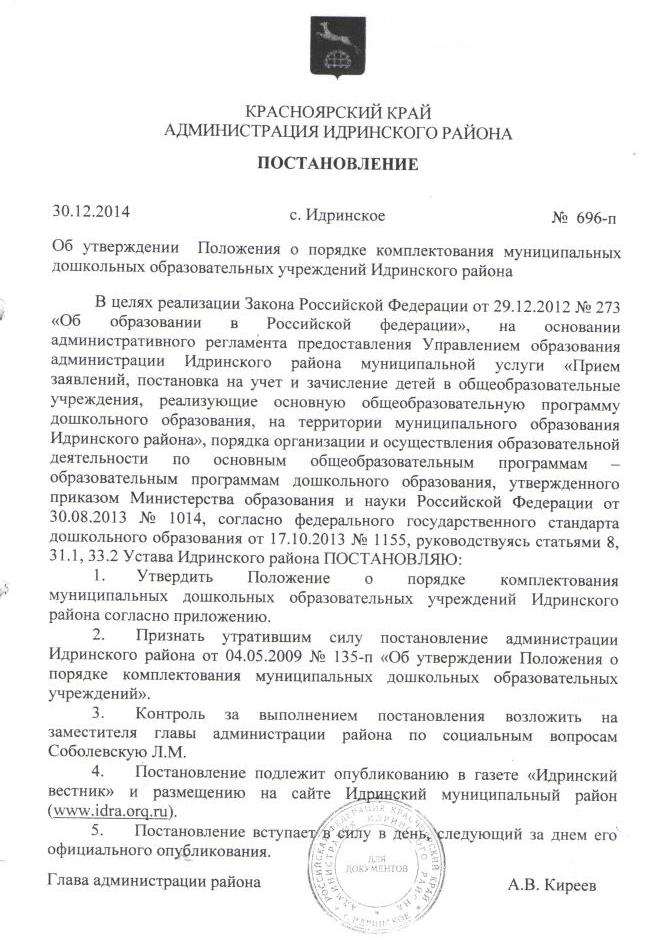 КРАСНОЯРСКИЙ КРАЙ
АДМИНИСТРАЦИЯ ИДРИНСКОГО РАЙОНА
ПОСТАНОВЛЕНИЕ
30.12.2014 с. Идринское № 696-п
Об утверждении Положения о порядке комплектования муниципальных
дошкольных образовательных учреждений Идринского района
В целях реализации Закона Российской Федерации от 29.12.2012 № 273
«Об образовании в Российской федерации», на основании
административного регламента предоставления Управлением образования
администрации Идринского района муниципальной услуги «Прием
заявлений, постановка на учет и зачисление детей в общеобразовательные
учреждения, реализующие основную общеобразовательную программу
дошкольного образования, на территории муниципального образования
Идринского района», порядка организации и осуществления образовательной
деятельности по основным общеобразовательным программам –
образовательным программам дошкольного образования, утвержденного
приказом Министерства образования и науки Российской Федерации от
30.08.2013 № 1014, согласно федерального государственного стандарта
дошкольного образования от 17.10.2013 № 1155, руководствуясь статьями 8,
31.1, 33.2 Устава Идринского района ПОСТАНОВЛЯЮ:
1. Утвердить Положение о порядке комплектования
муниципальных дошкольных образовательных учреждений Идринского
района согласно приложению.
2. Признать утратившим силу постановление администрации
Идринского района от 04.05.2009 № 135-п «Об утверждении Положения о
порядке комплектования муниципальных дошкольных образовательных
учреждений».
3. Контроль за выполнением постановления возложить на
заместителя главы администрации района по социальным вопросам
Соболевскую Л.М.
4. Постановление подлежит опубликованию в газете «Идринский
вестник» и размещению на сайте Идринский муниципальный район
(www.idra.orq.ru).
5. Постановление вступает в силу в день, следующий за днем его
официального опубликования.
Глава администрации района А.В. Киреев
РОССИЙСКАЯ ФЕДЕРАЦИЯ КРАСНОЯРСКИЙ КРАЙ
АДМИНИСТРАЦИЯ ИДРИНСКОГО РАЙОНА
ДЛЯ
ДОКУМЕНТОВ